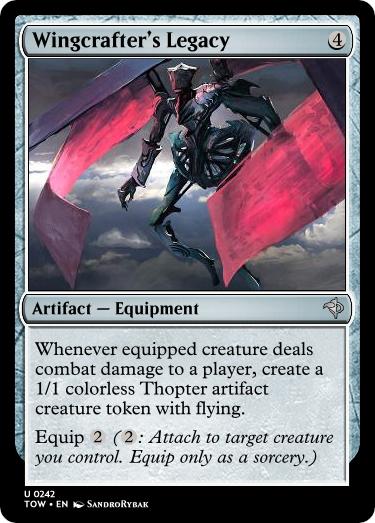 Wingcrafter's Legacy 4
Artifact — Equipment
Whenever equipped creature deals
combat damage to a player, create a
1/1 colorless Thopter artifact
creature token with flying.
Equip 2 (2: Attach to target creature
you control. Equip only as a sorcery.)
U 0242
TOW • EN SandroRybak